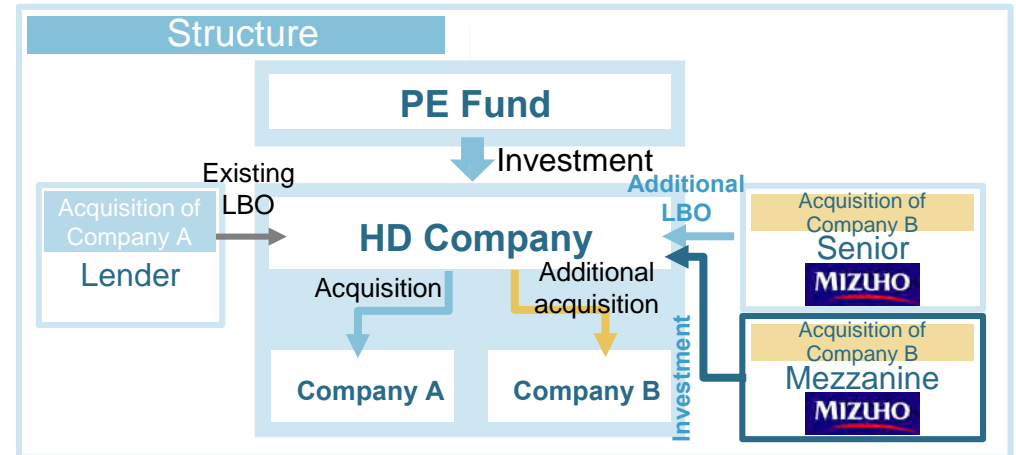 Structure
PE Fund
Investment
Existing
LBO
Additional
LBO
Acquisition of
Company A
Lender
HD Company
Acquisition of
Company B
Senior
MIZUHO
Acquisition
Additional
acquisition
Investment
Acquisition of
Company B
Mezzanine
MIZUHO
Company A
Company B